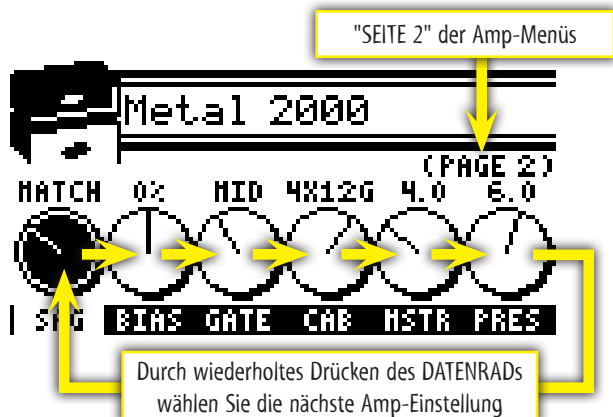 "SEITE 2" der Amp-Menüs
Metal 2000
(PAGE 2)
MATCH 0% MID 4X12G 4.0 6.0
SAG BIAS GATE CAB MSTR PRES
Durch wiederholtes Drücken des DATENRADs
wählen Sie die nächste Amp-Einstellung